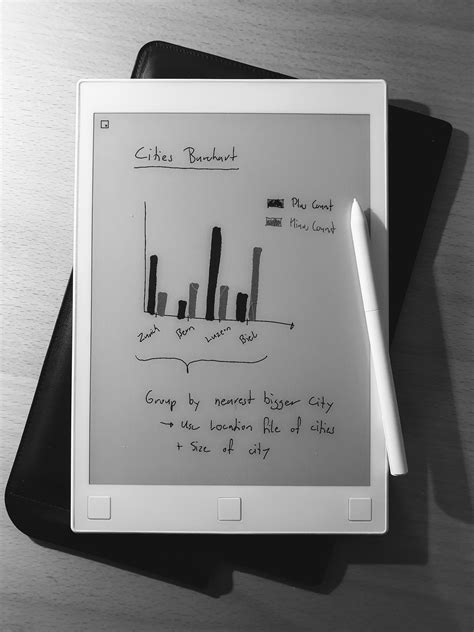 Cities Barchart
Plus Count
Minus Count
Zürich Bern Luzern Biel
Group by nearest bigger City
→ Use Location file of cities
+ Size of city